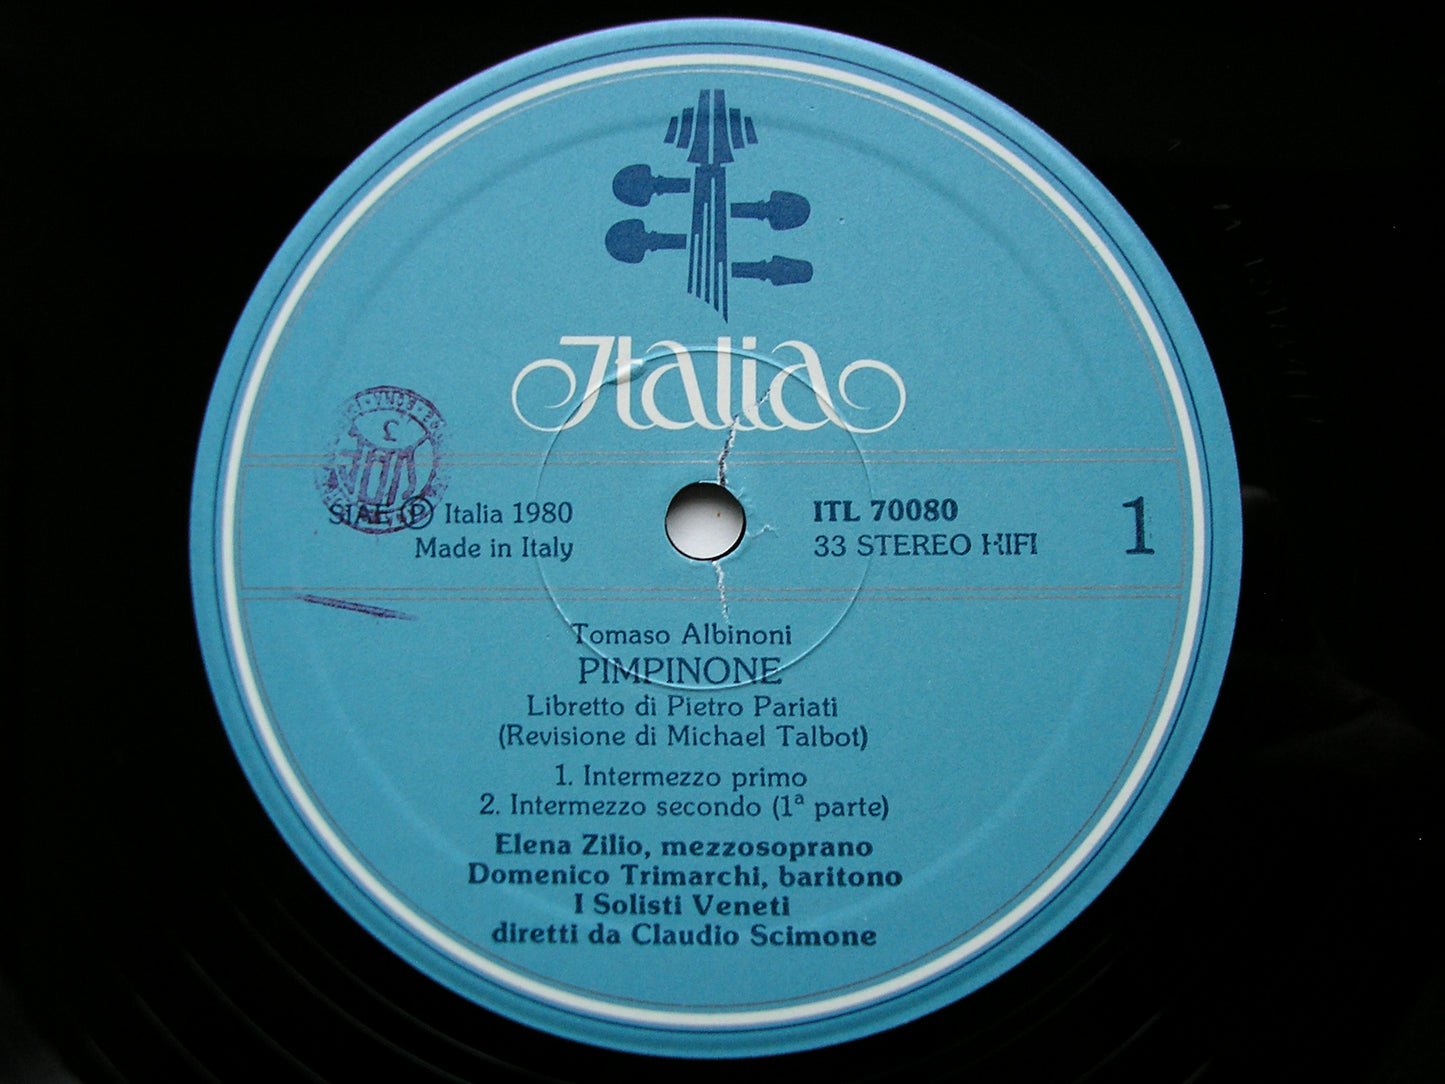 Italia
SIAE Ⓟ Italia 1980
Made in Italy
ITL 70080
33 STEREO HIFI
1
Tomaso Albinoni
PIMPINONE
Libretto di Pietro Pariati
(Revisione di Michael Talbot)
1. Intermezzo primo
2. Intermezzo secondo (1ª parte)
Elena Zilio, mezzosoprano
Domenico Trimarchi, baritono
I Solisti Veneti
diretti da Claudio Scimone